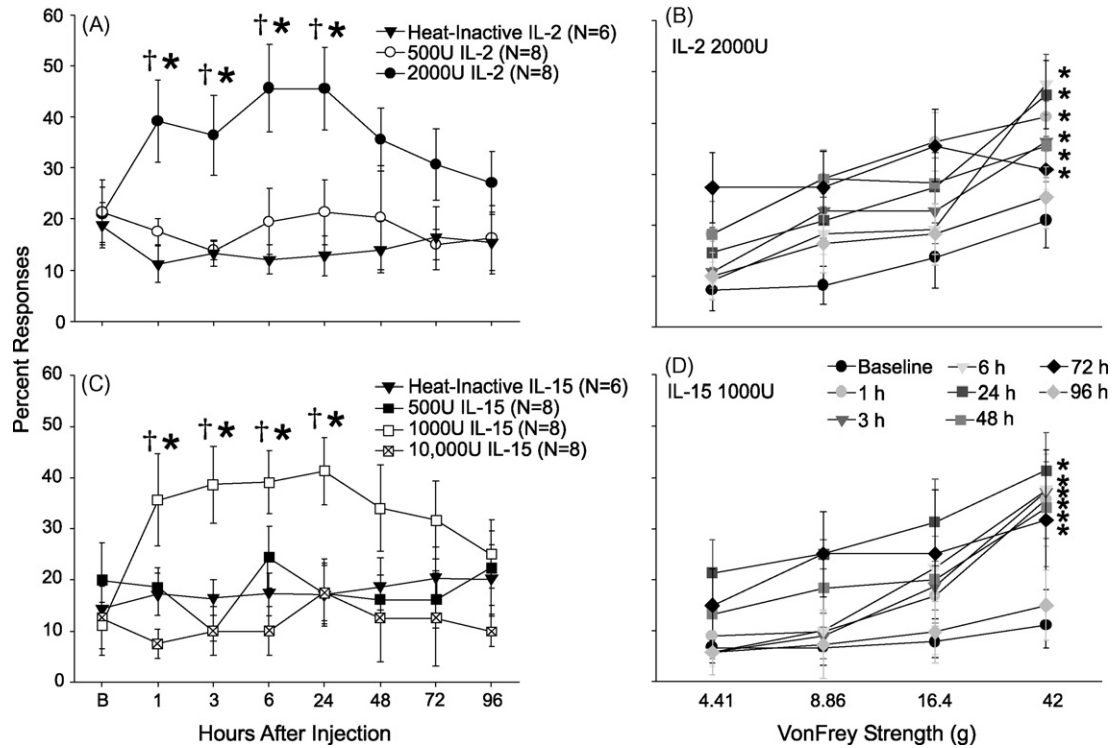 (A)
Heat-Inactive IL-2 (N=6)
500U IL-2 (N=8)
2000U IL-2 (N=8)
† * † * † * † *
60
50
40
30
20
10
0
(B)
IL-2 2000U
*
*
*
*
*
*
Percent Responses
(C)
Heat-Inactive IL-15 (N=6)
500U IL-15 (N=8)
1000U IL-15 (N=8)
10,000U IL-15 (N=8)
† * † * † * † *
60
50
40
30
20
10
0
B 1 3 6 24 48 72 96
Hours After Injection
(D)
IL-15 1000U
Baseline
1 h
3 h
6 h
24 h
48 h
72 h
96 h
*
*
*
*
*
*
4.41 8.86 16.4 42
VonFrey Strength (g)